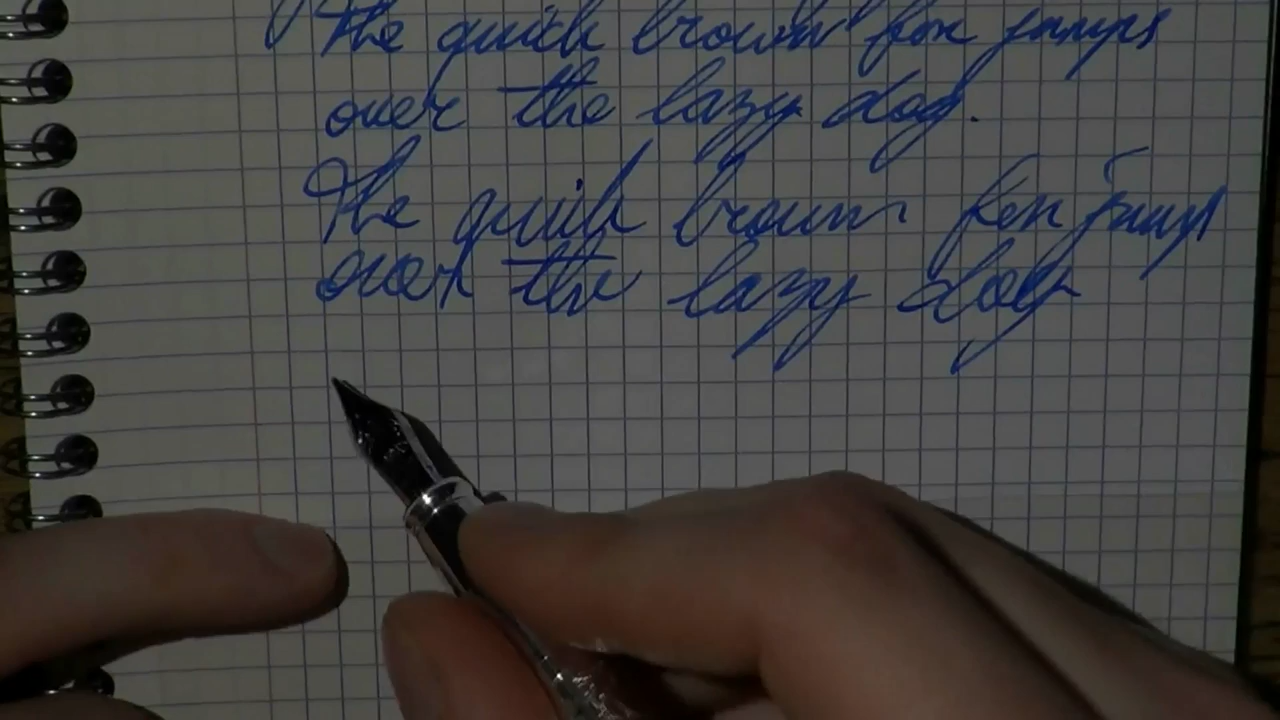 The quick brown fox jumps
over the lazy dog.
The quick brown fox jumps
over the lazy dog